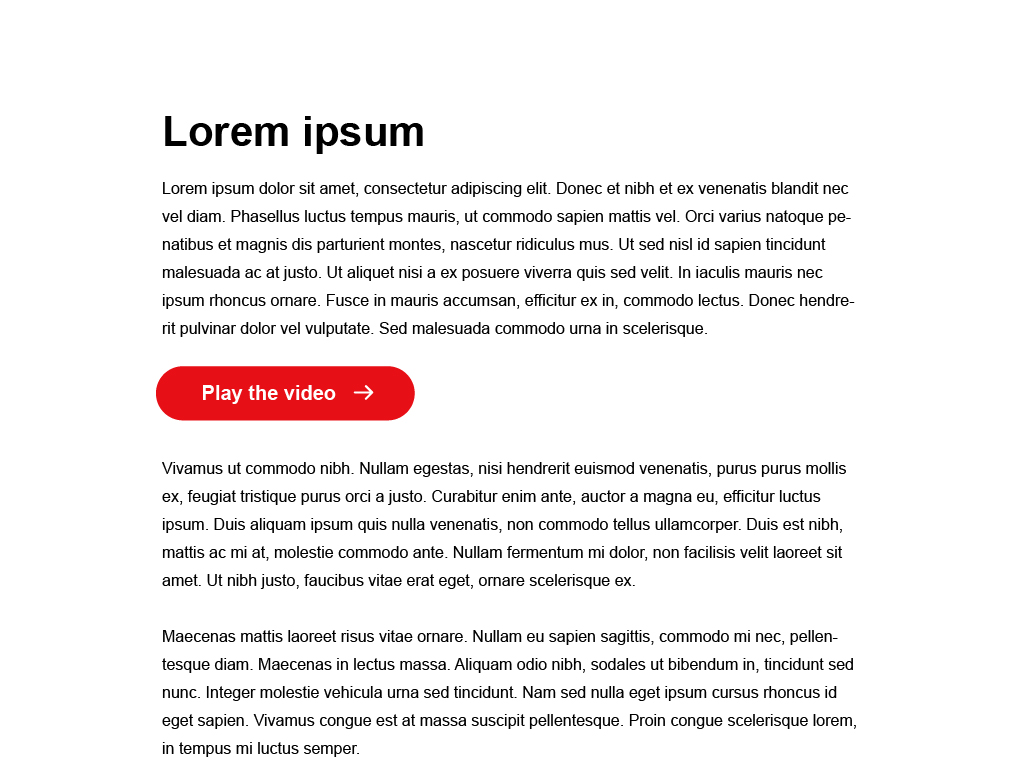 Lorem ipsum
Lorem ipsum dolor sit amet, consectetur adipiscing elit. Donec et nibh et ex venenatis blandit nec
vel diam. Phasellus luctus tempus mauris, ut commodo sapien mattis vel. Orci varius natoque pe-
natibus et magnis dis parturient montes, nascetur ridiculus mus. Ut sed nisl id sapien tincidunt
malesuada ac at justo. Ut aliquet nisi a ex posuere viverra quis sed velit. In iaculis mauris nec
ipsum rhoncus ornare. Fusce in mauris accumsan, efficitur ex in, commodo lectus. Donec hendre-
rit pulvinar dolor vel vulputate. Sed malesuada commodo urna in scelerisque.
Play the video →
Vivamus ut commodo nibh. Nullam egestas, nisi hendrerit euismod venenatis, purus purus mollis
ex, feugiat tristique purus orci a justo. Curabitur enim ante, auctor a magna eu, efficitur luctus
ipsum. Duis aliquam ipsum quis nulla venenatis, non commodo tellus ullamcorper. Duis est nibh,
mattis ac mi at, molestie commodo ante. Nullam fermentum mi dolor, non facilisis velit laoreet sit
amet. Ut nibh justo, faucibus vitae erat eget, ornare scelerisque ex.
Maecenas mattis laoreet risus vitae ornare. Nullam eu sapien sagittis, commodo mi nec, pellen-
tesque diam. Maecenas in lectus massa. Aliquam odio nibh, sodales ut bibendum in, tincidunt sed
nunc. Integer molestie vehicula urna sed tincidunt. Nam sed nulla eget ipsum cursus rhoncus id
eget sapien. Vivamus congue est at massa suscipit pellentesque. Proin congue scelerisque lorem,
in tempus mi luctus semper.